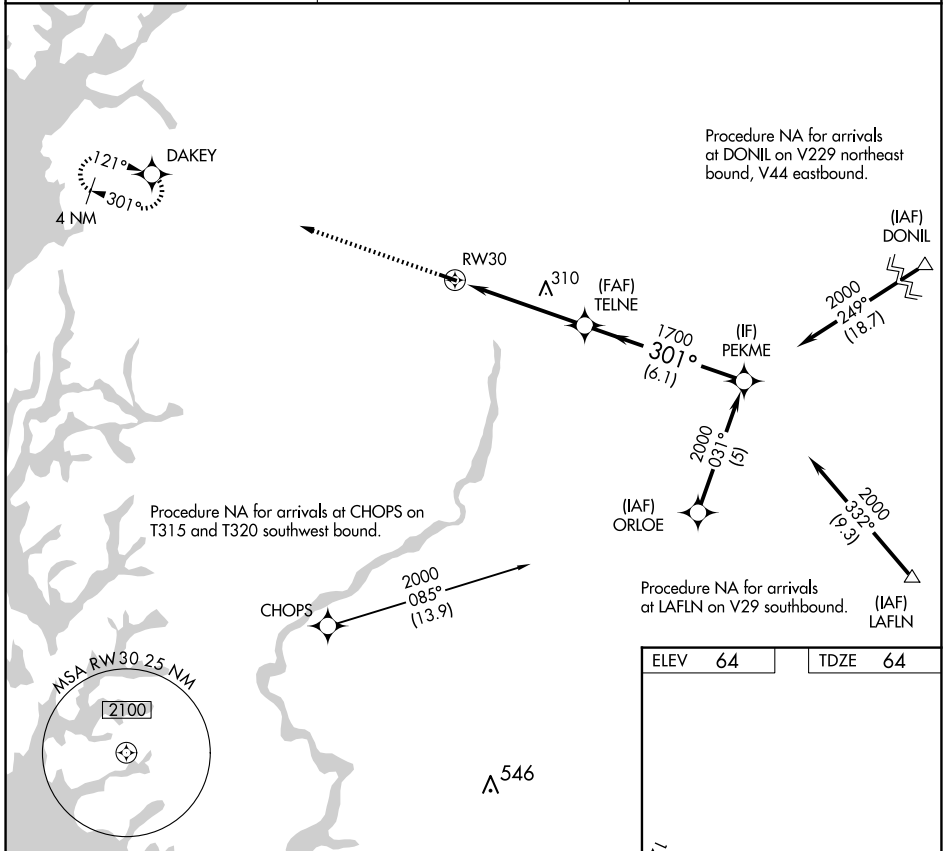 Procedure NA for arrivals
at DONIL on V229 northeast
bound, V44 eastbound.
121°
DAKEY
301°
4 NM
(IAF)
DONIL
RW30
310
(FAF)
TELNE
2000
249°
(18.7)
1700
301°
(6.1)
(IF)
PEKME
2000
031°
(5)
(IAF)
ORLOE
2000
332°
(9.3)
Procedure NA for arrivals at CHOPS on
T315 and T320 southwest bound.
2000
085°
(13.9)
CHOPS
Procedure NA for arrivals
at LAFLN on V29 southbound.
(IAF)
LAFLN
MSA RW30 25 NM
2100
546
ELEV 64
TDZE 64